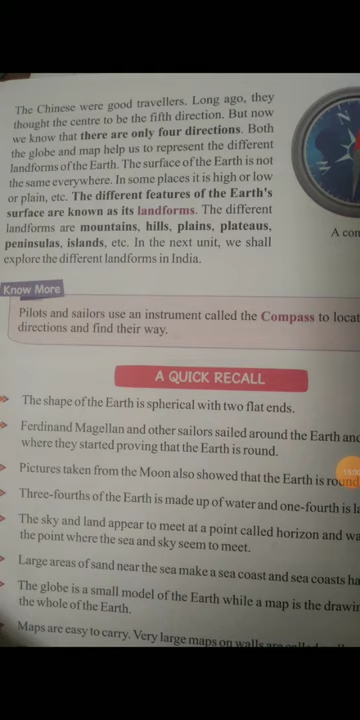 The Chinese were good travellers. Long ago, they
thought the centre to be the fifth direction. But now
we know that there are only four directions. Both
the globe and map help us to represent the different
landforms of the Earth. The surface of the Earth is not
the same everywhere. In some places it is high or low
or plain, etc. The different features of the Earth's
surface are known as its landforms. The different
landforms are mountains, hills, plains, plateaus,
peninsulas, islands, etc. In the next unit, we shall
explore the different landforms in India.
N
A con
Know More
Pilots and sailors use an instrument called the Compass to locat
directions and find their way.
A QUICK RECALL
The shape of the Earth is spherical with two flat ends.
Ferdinand Magellan and other sailors sailed around the Earth and
where they started proving that the Earth is round.
Pictures taken from the Moon also showed that the Earth is round
Three-fourths of the Earth is made up of water and one-fourth is la
The sky and land appear to meet at a point called horizon and wa
the point where the sea and sky seem to meet.
Large areas of sand near the sea make a sea coast and sea coasts ha
The globe is a small model of the Earth while a map is the drawin
the whole of the Earth.
Maps are easy to carry. Very large maps on walls are called